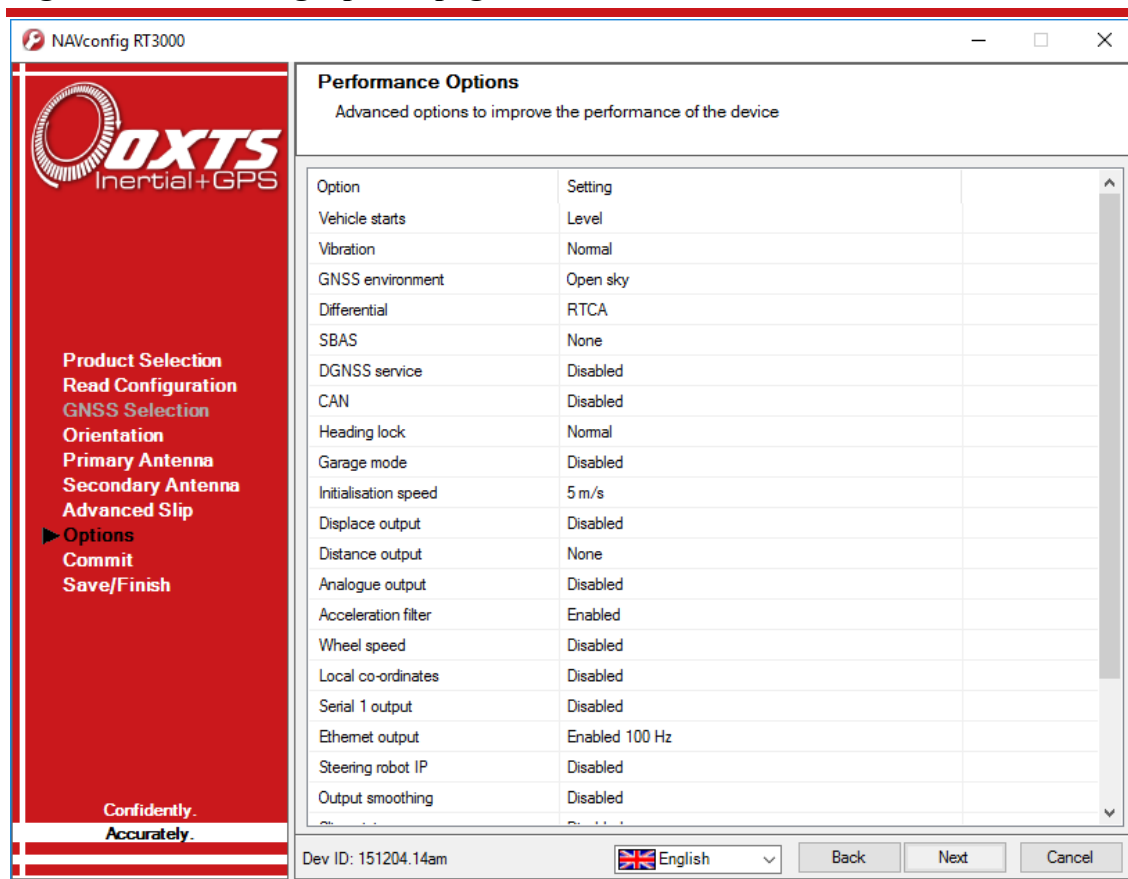 NAVconfig RT3000
OXTS
Inertial+GPS
Product Selection
Read Configuration
GNSS Selection
Orientation
Primary Antenna
Secondary Antenna
Advanced Slip
Options
Commit
Save/Finish
Confidently.
Accurately.
Performance Options
Advanced options to improve the performance of the device
Option Setting
Vehicle starts Level
Vibration Normal
GNSS environment Open sky
Differential RTCA
SBAS None
DGNSS service Disabled
CAN Disabled
Heading lock Normal
Garage mode Disabled
Initialisation speed 5 m/s
Displace output Disabled
Distance output None
Analogue output Disabled
Acceleration filter Enabled
Wheel speed Disabled
Local co-ordinates Disabled
Serial 1 output Disabled
Ethernet output Enabled 100 Hz
Steering robot IP Disabled
Output smoothing Disabled
Dev ID: 151204.14am English Back Next Cancel